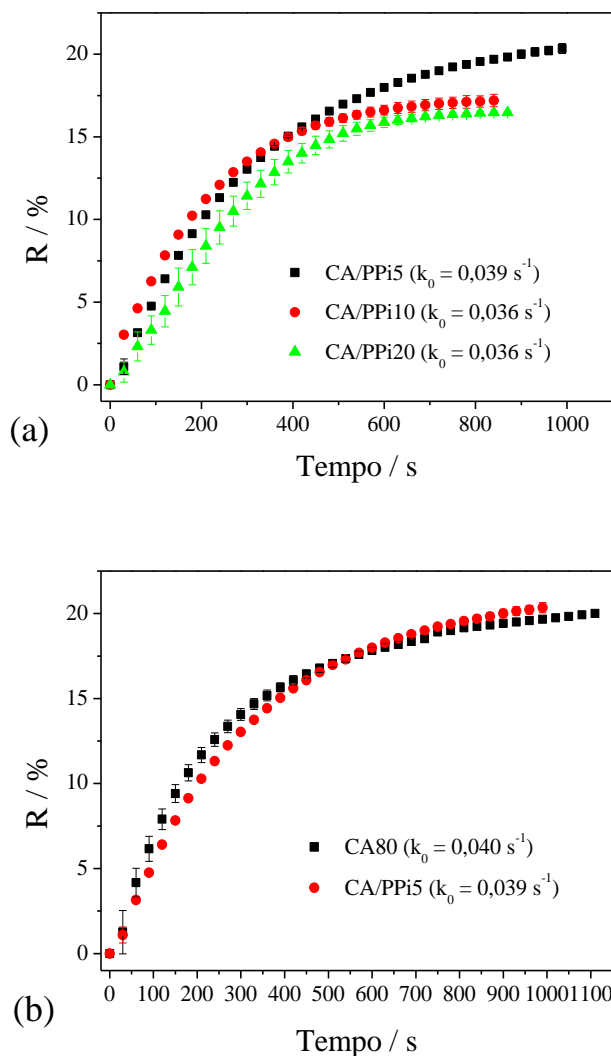 20
15
10
5
0
R / %
CA/PPi5 (k₀ = 0,039 s⁻¹)
CA/PPi10 (k₀ = 0,036 s⁻¹)
CA/PPi20 (k₀ = 0,036 s⁻¹)
0 200 400 600 800 1000
(a)
Tempo / s
20
15
10
5
0
R / %
CA80 (k₀ = 0,040 s⁻¹)
CA/PPi5 (k₀ = 0,039 s⁻¹)
0 100 200 300 400 500 600 700 800 900 1000 1100
(b)
Tempo / s